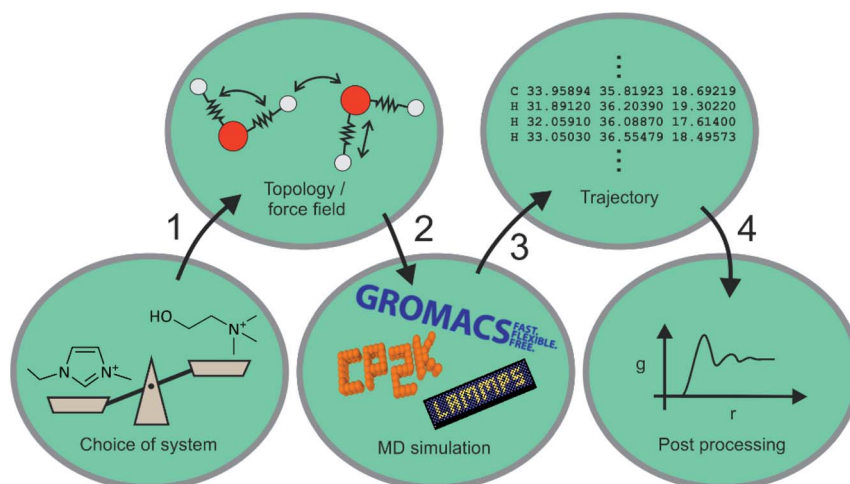 C 33.95894 35.81923 18.69219
H 31.89120 36.20390 19.30220
H 32.05910 36.08870 17.61400
H 33.05030 36.55479 18.49573
Topology /
force field
Trajectory
1
2
3
4
HO
N+
N
N+
Choice of system
GROMACS
FAST.
FLEXIBLE.
FREE.
CP2K
LAMMPS
MD simulation
g
r
Post processing